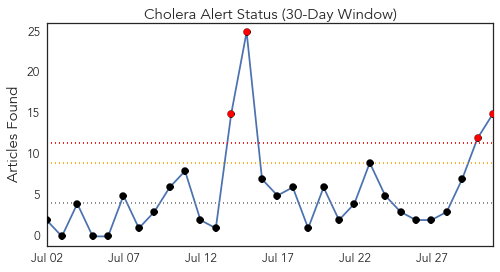 Cholera Alert Status (30-Day Window)
Articles Found
25
20
15
10
5
0
Jul 02
Jul 07
Jul 12
Jul 17
Jul 22
Jul 27